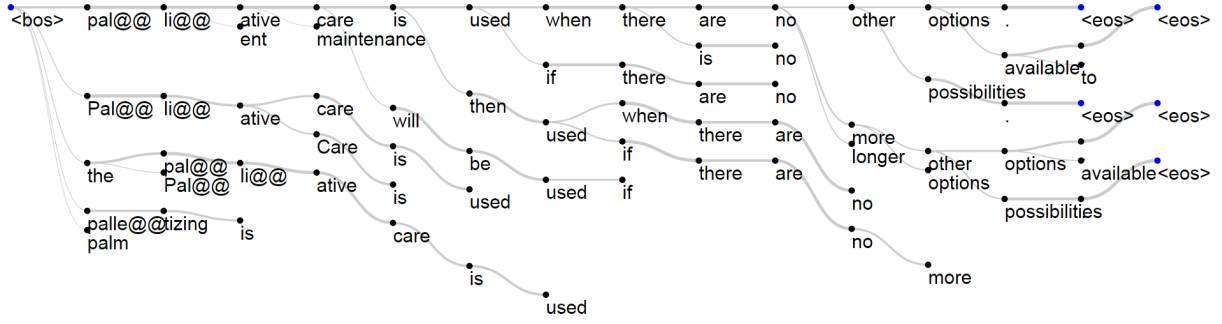 <bos> pal@@ li@@ ative care is used when there are no other options . <eos> <eos>
ent maintenance
is no
if there available to
are no
possibilities
Pal@@ li@@ ative care then . <eos> <eos>
will used when there are more
Care longer
is be if other options available <eos>
the pal@@ li@@ there are options
Pal@@ ative is used used if no
possibilities
palle@@ tizing is care no
palm
is more
used